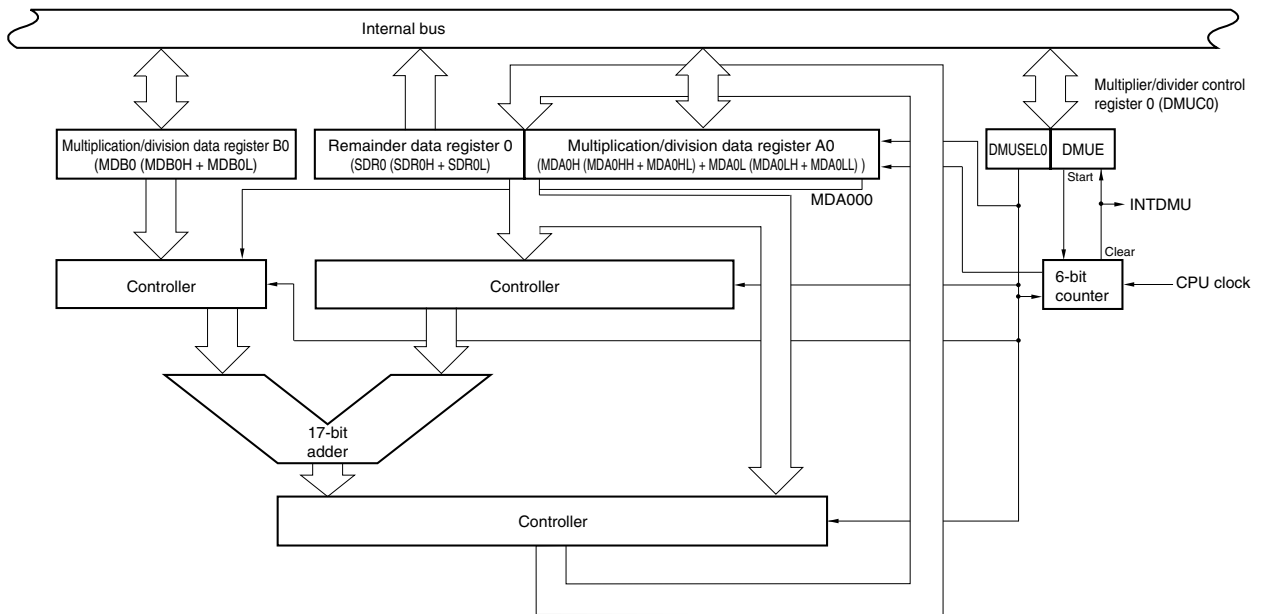 Internal bus
Multiplier/divider control
register 0 (DMUC0)
Multiplication/division data register B0
(MDB0 (MDB0H + MDB0L)
Remainder data register 0
(SDR0 (SDR0H + SDR0L)
Multiplication/division data register A0
(MDA0H (MDA0HH + MDA0HL) + MDA0L (MDA0LH + MDA0LL) )
DMUSEL0
DMUE
MDA000
Start
INTDMU
Clear
Controller
Controller
6-bit
counter
CPU clock
17-bit
adder
Controller